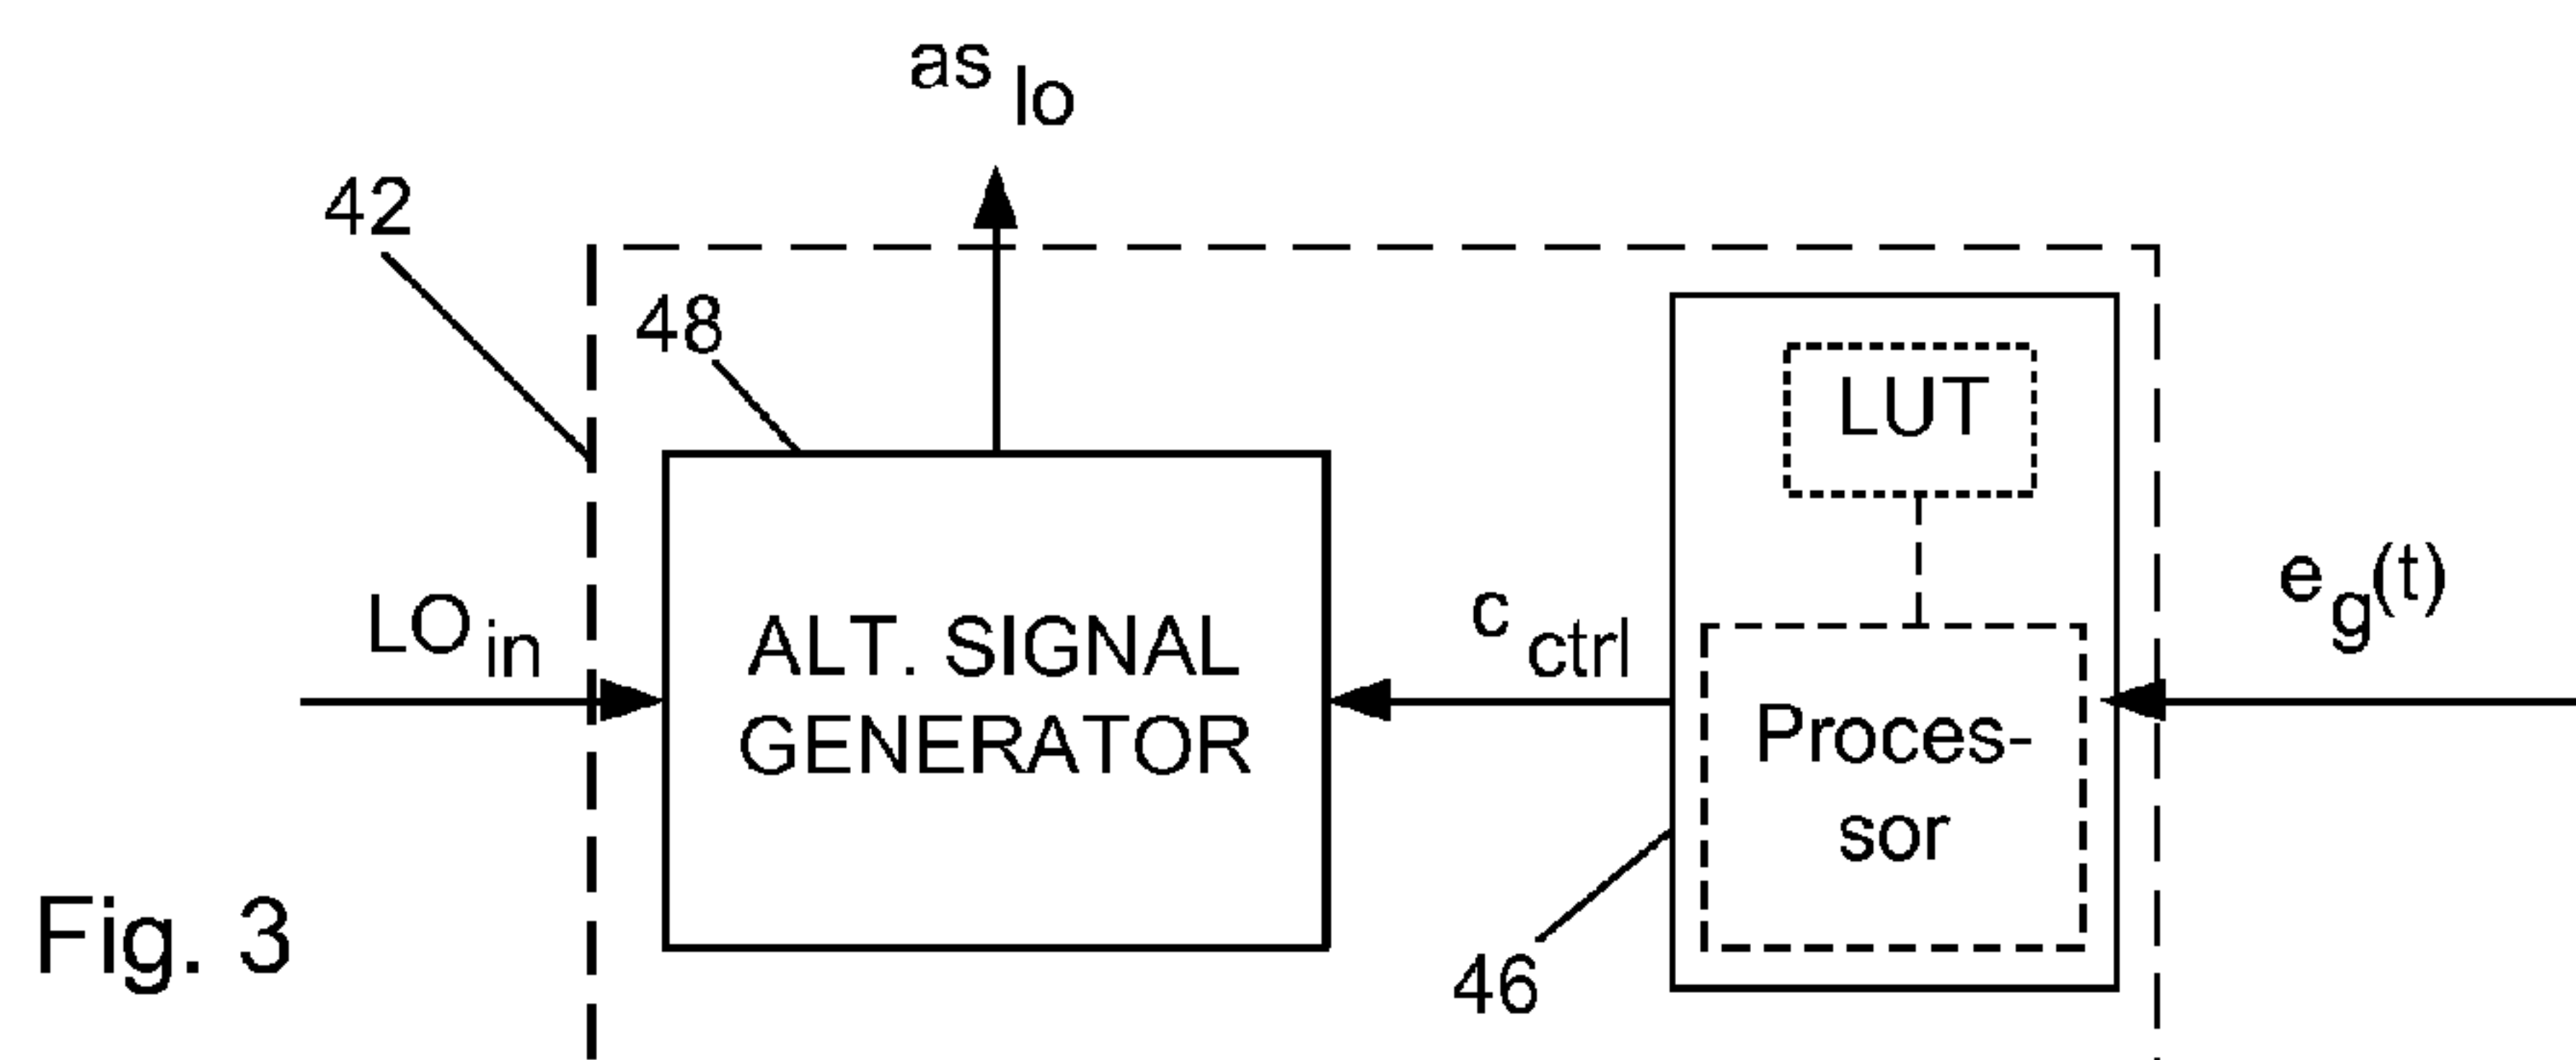 as lo
42
48
LUT
LO in
ALT. SIGNAL
GENERATOR
c ctrl
Proces-
sor
e g(t)
46
Fig. 3